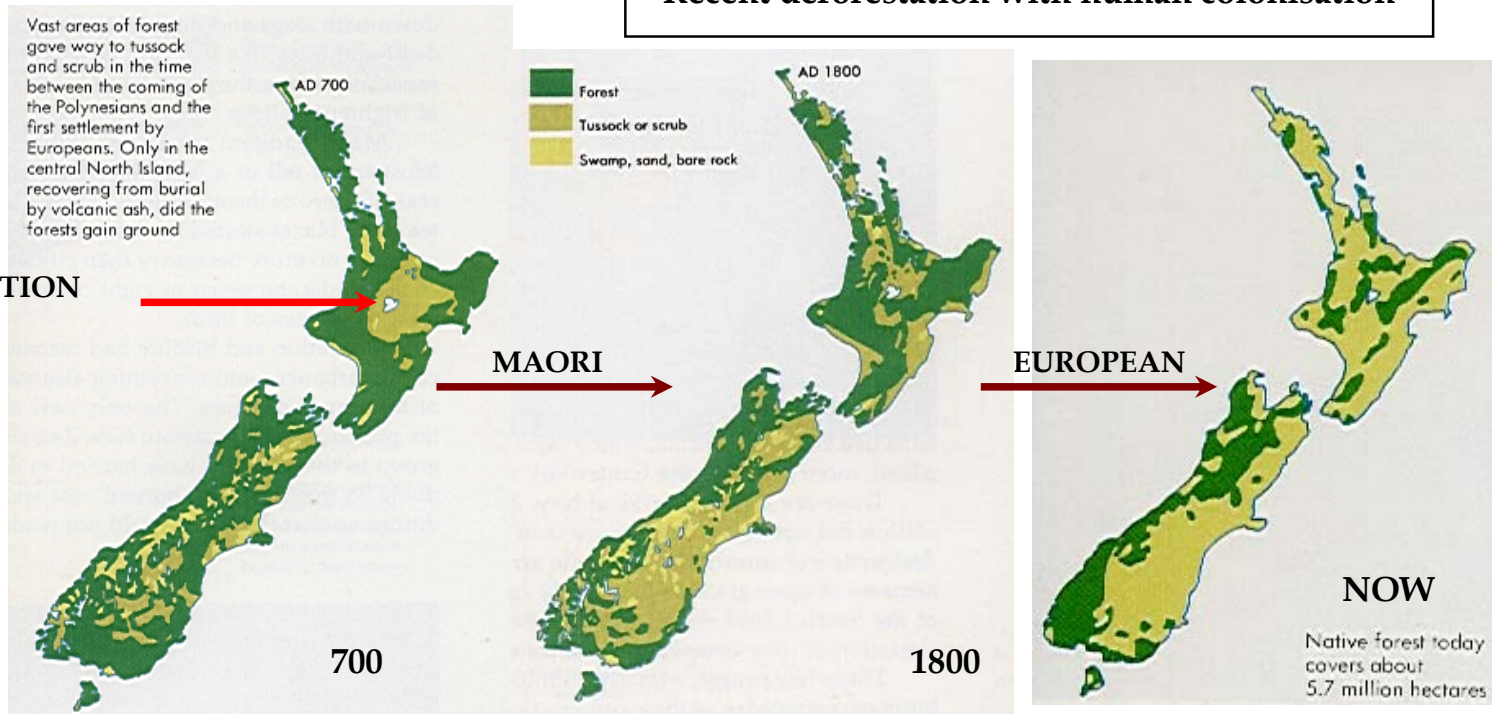 Recent deforestation with human colonisation
Vast areas of forest
gave way to tussock
and scrub in the time
between the coming of
the Polynesians and the
first settlement by
Europeans. Only in the
central North Island,
recovering from burial
by volcanic ash, did the
forests gain ground
AD 700
TION
700
MAORI
Forest
Tussock or scrub
Swamp, sand, bare rock
AD 1800
1800
EUROPEAN
NOW
Native forest today
covers about
5.7 million hectares